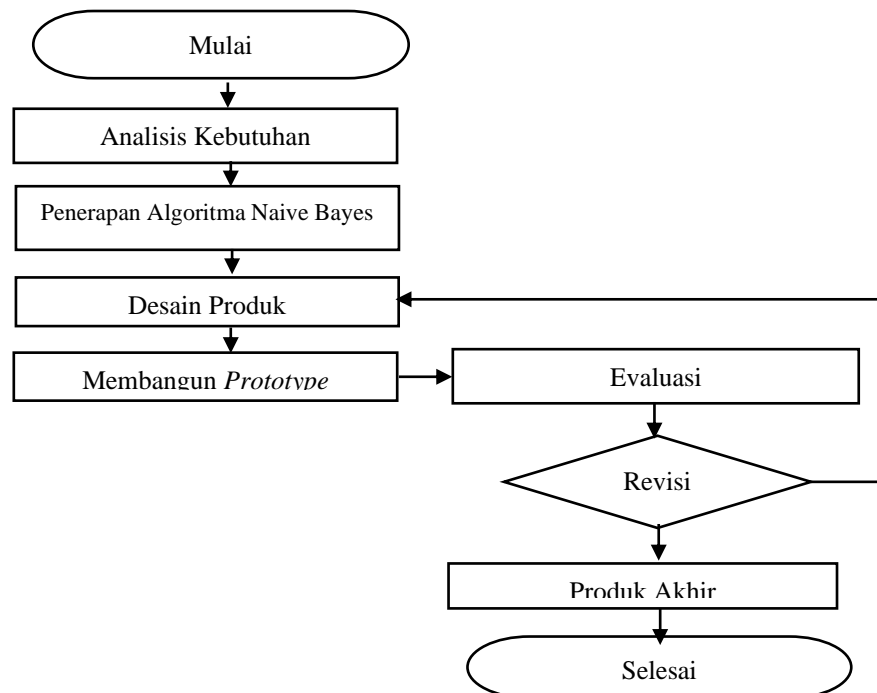 Mulai
Analisis Kebutuhan
Penerapan Algoritma Naive Bayes
Desain Produk
Membangun Prototype
Evaluasi
Revisi
Produk Akhir
Selesai